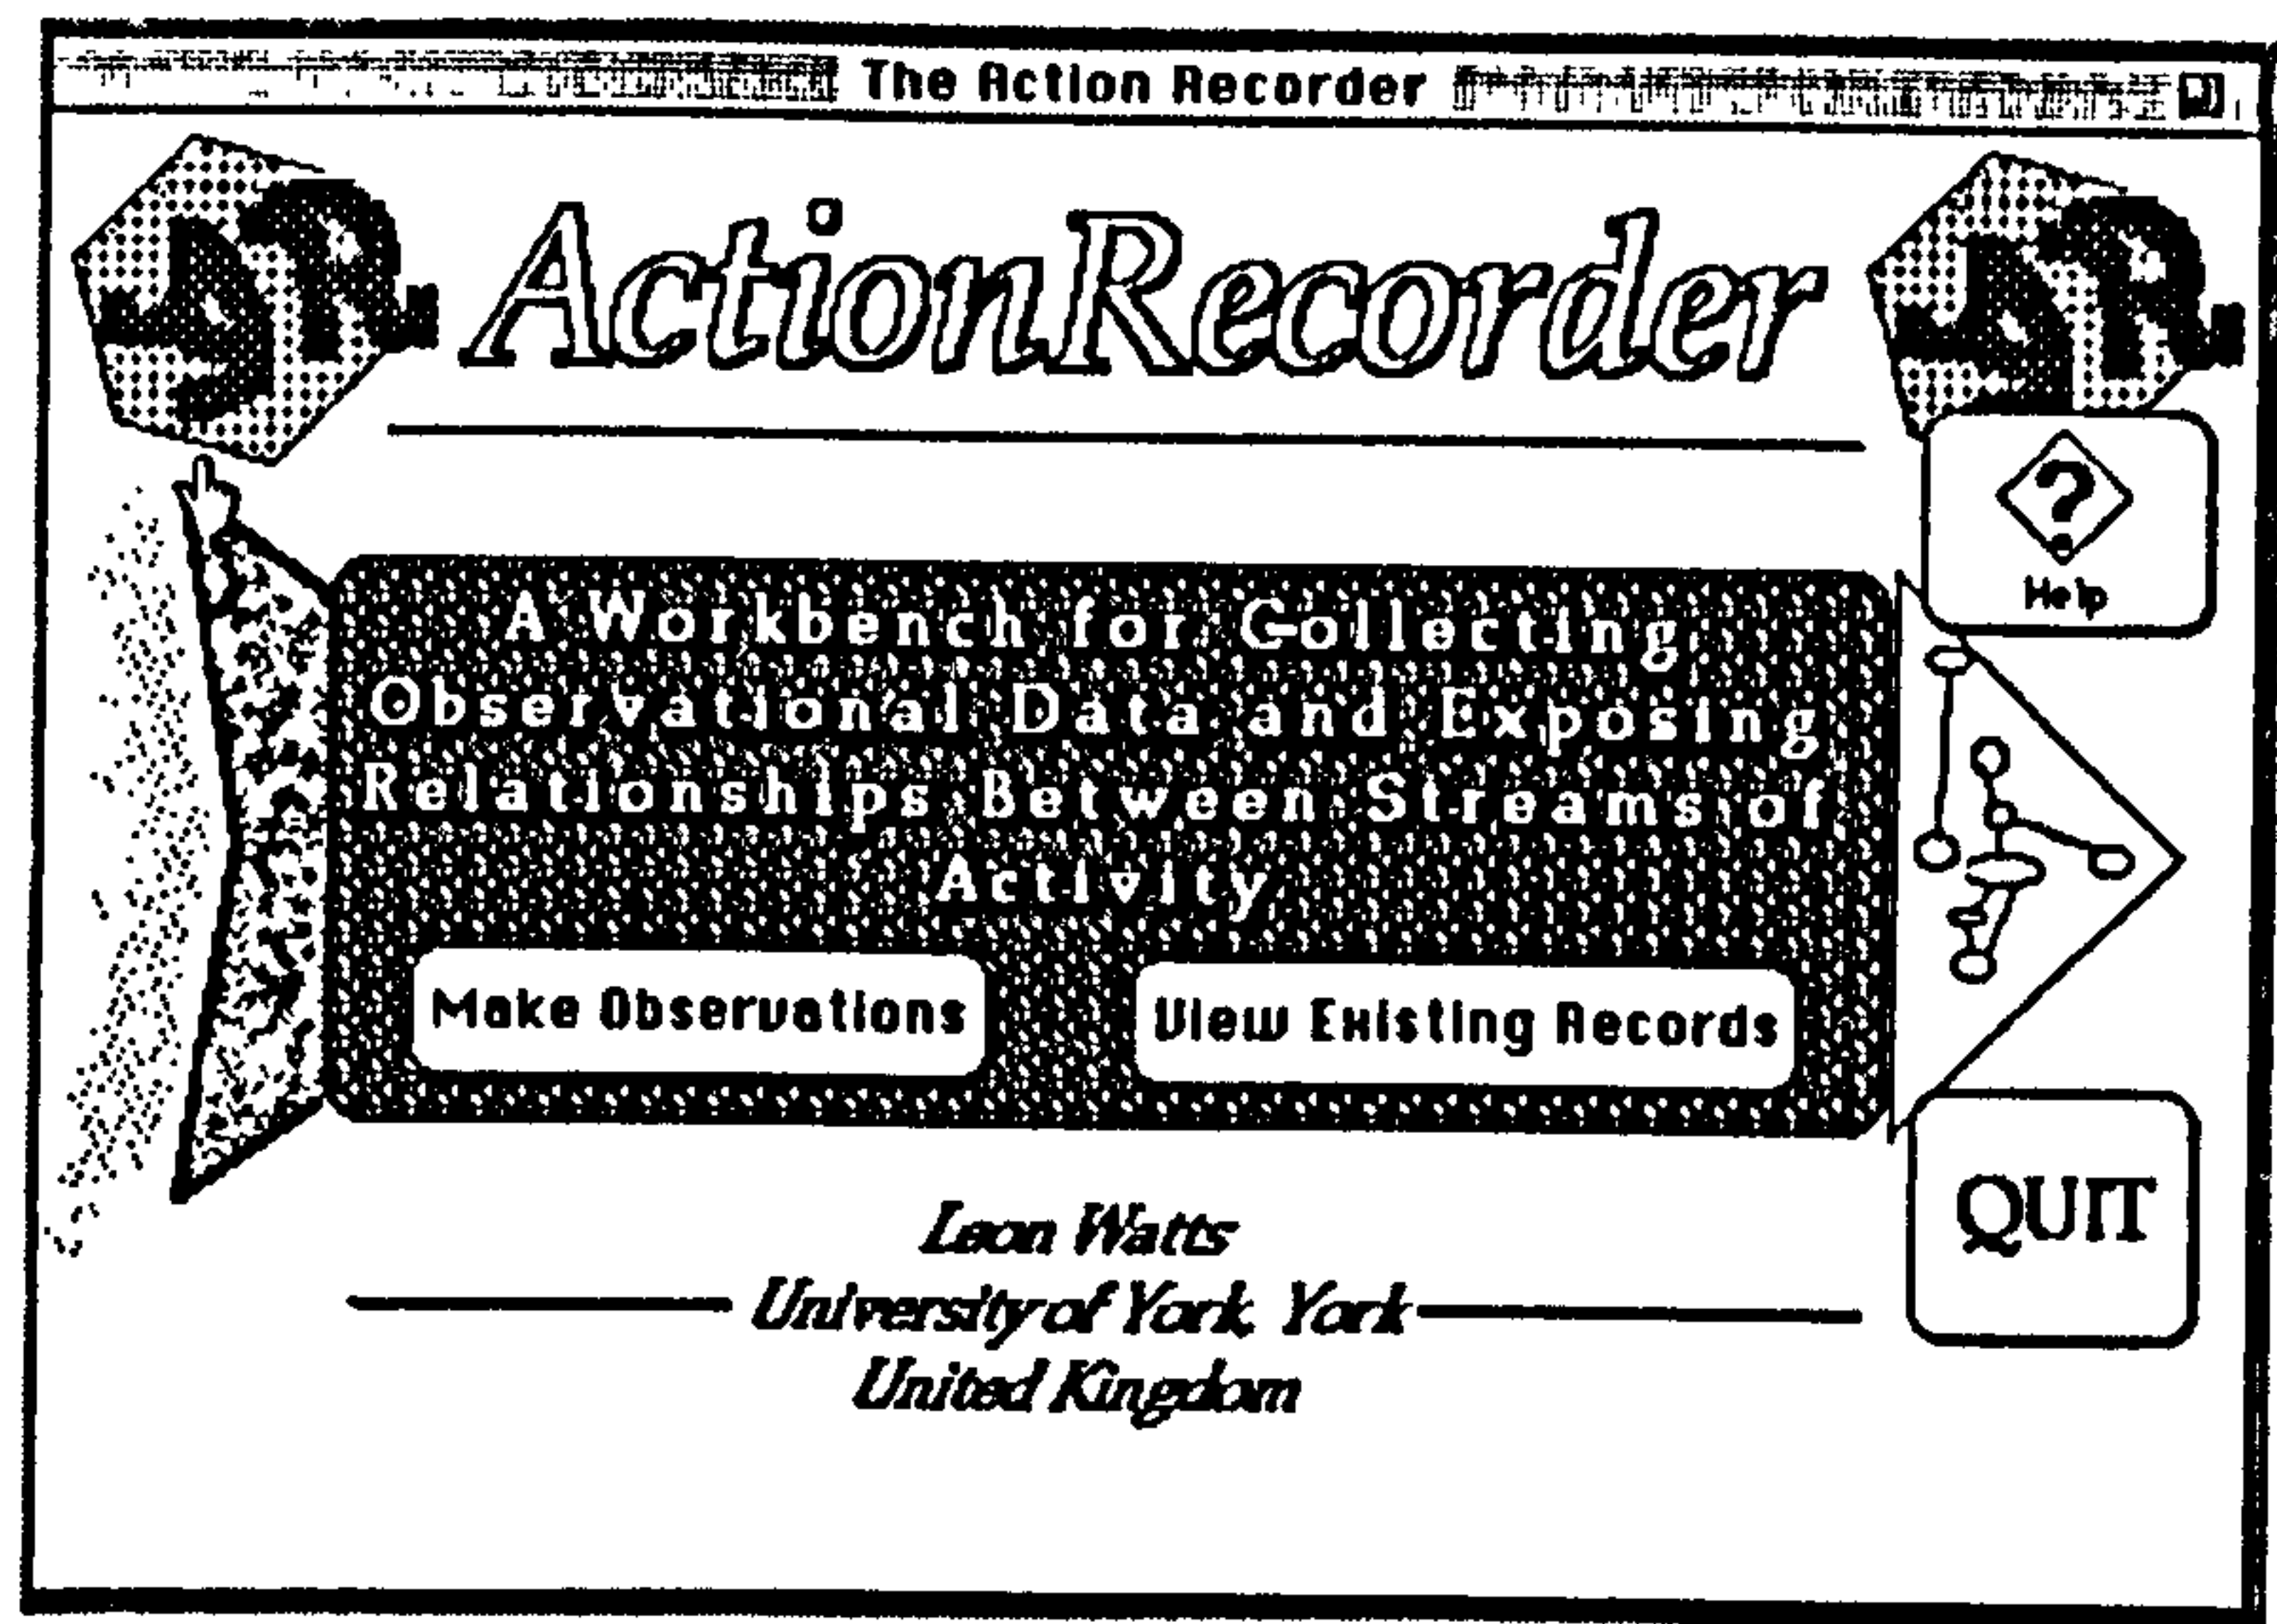 The Action Recorder
ActionRecorder
Help
A Workbench for Collecting
Observational Data and Exposing
Relationships Between Streams of
Activity
Make Observations
View Existing Records
QUIT
Leon Watts
University of York, York
United Kingdom